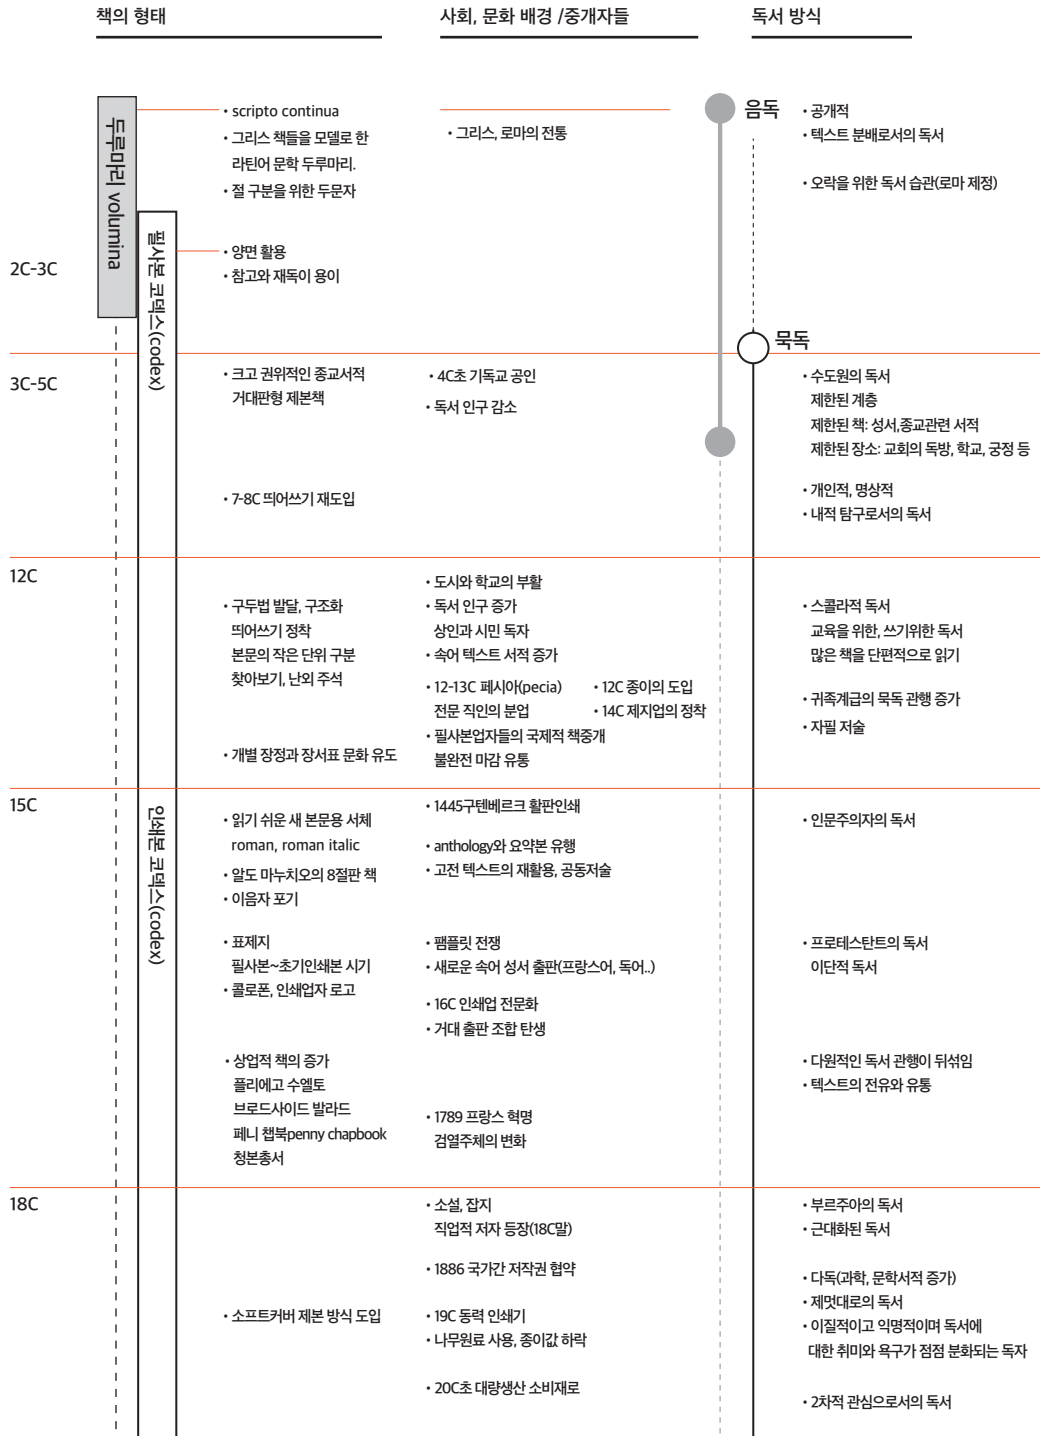 책의 형태
사회, 문화 배경 /중개자들
독서 방식
두루마리 volumina
• scripto continua
• 그리스 책들을 모델로 한
라틴어 문학 두루마리.
• 절 구분을 위한 두문자
• 그리스, 로마의 전통
음독
• 공개적
• 텍스트 분배로서의 독서
• 오락을 위한 독서 습관(로마 제정)
2C-3C
필사본 코덱스(codex)
• 양면 활용
• 참고와 재독이 용이
묵독
3C-5C
• 크고 권위적인 종교서적
거대판형 제본책
• 7-8C 띄어쓰기 재도입
• 4C초 기독교 공인
• 독서 인구 감소
• 수도원의 독서
제한된 계층
제한된 책: 성서,종교관련 서적
제한된 장소: 교회의 독방, 학교, 궁정 등
• 개인적, 명상적
• 내적 탐구로서의 독서
12C
• 구두법 발달, 구조화
띄어쓰기 정착
본문의 작은 단위 구분
찾아보기, 난외 주석
• 개별 장정과 장서표 문화 유도
• 도시와 학교의 부활
• 독서 인구 증가
상인과 시민 독자
• 속어 텍스트 서적 증가
• 12-13C 페시아(pecia)
전문 직인의 분업
• 12C 종이의 도입
• 14C 제지업의 정착
• 필사본업자들의 국제적 책중개
불완전 마감 유통
• 스콜라적 독서
교육을 위한, 쓰기위한 독서
많은 책을 단편적으로 읽기
• 귀족계급의 묵독 관행 증가
• 자필 저술
15C
인쇄본 코덱스(codex)
• 읽기 쉬운 새 본문용 서체
roman, roman italic
• 알도 마누치오의 8절판 책
• 이음자 포기
• 표제지
필사본~초기인쇄본 시기
• 콜로폰, 인쇄업자 로고
• 상업적 책의 증가
플리에고 수엘토
브로드사이드 발라드
페니 챕북penny chapbook
청본총서
• 1445구텐베르크 활판인쇄
• anthology와 요약본 유행
• 고전 텍스트의 재활용, 공동저술
• 팸플릿 전쟁
• 새로운 속어 성서 출판(프랑스어, 독어..)
• 16C 인쇄업 전문화
• 거대 출판 조합 탄생
• 1789 프랑스 혁명
검열주체의 변화
• 인문주의자의 독서
• 프로테스탄트의 독서
이단적 독서
• 다원적인 독서 관행이 뒤섞임
• 텍스트의 전유와 유통
18C
• 소프트커버 제본 방식 도입
• 소설, 잡지
직업적 저자 등장(18C말)
• 1886 국가간 저작권 협약
• 19C 동력 인쇄기
• 나무원료 사용, 종이값 하락
• 20C초 대량생산 소비재로
• 부르주아의 독서
• 근대화된 독서
• 다독(과학, 문학서적 증가)
• 제멋대로의 독서
• 이질적이고 익명적이며 독서에
대한 취미와 욕구가 점점 분화되는 독자
• 2차적 관심으로서의 독서